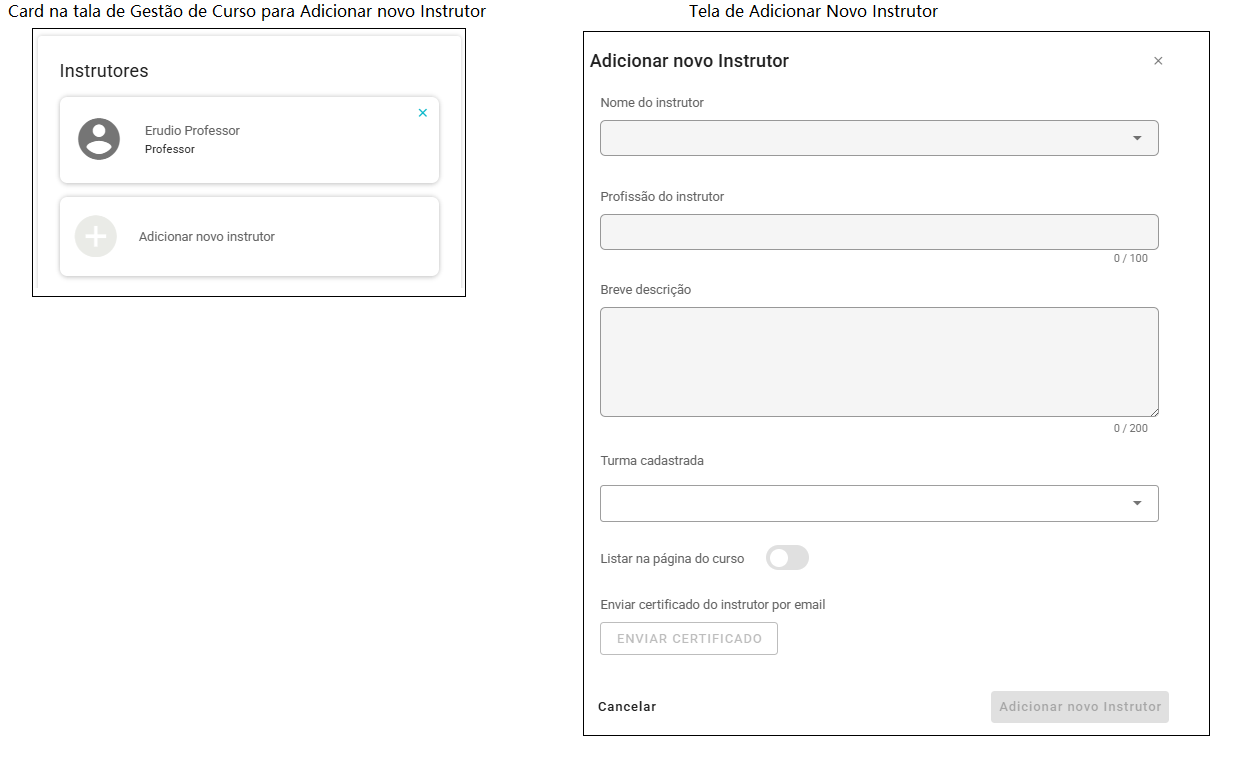 Card na tala de Gestão de Curso para Adicionar novo Instrutor
Instrutores
Erudio Professor
Professor
Adicionar novo instrutor
Tela de Adicionar Novo Instrutor
Adicionar novo Instrutor
Nome do instrutor
Profissão do instrutor
0 / 100
Breve descrição
0 / 200
Turma cadastrada
Listar na página do curso
Enviar certificado do instrutor por email
ENVIAR CERTIFICADO
Cancelar
Adicionar novo Instrutor